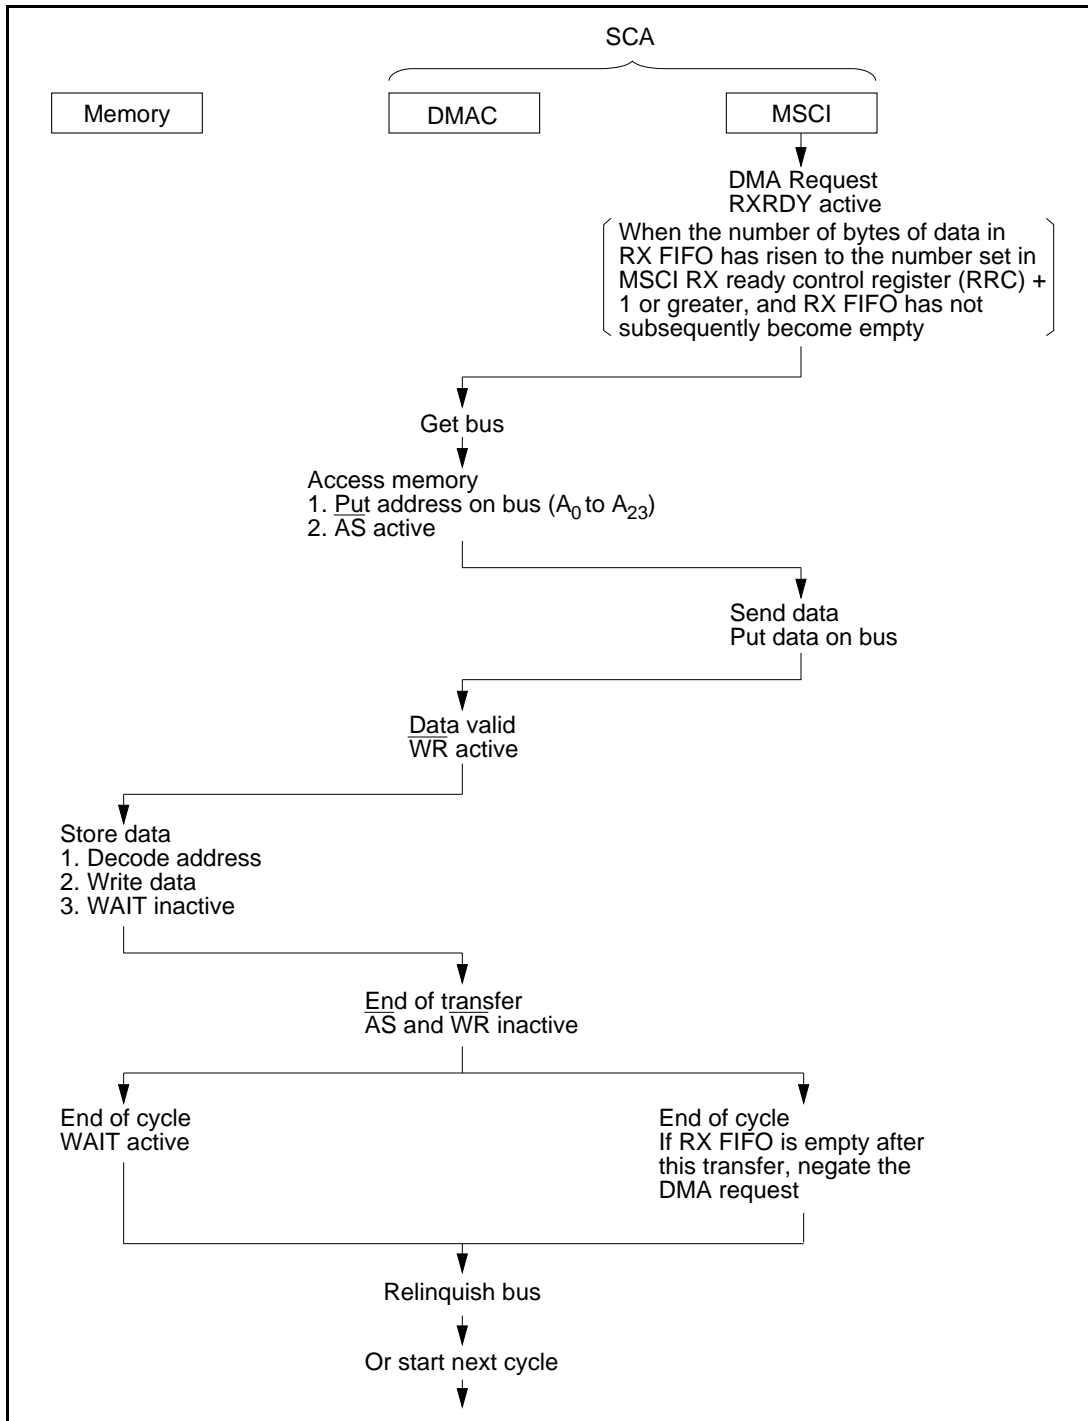 SCA
Memory
DMAC
MSCI
DMA Request
RXRDY active
When the number of bytes of data in
RX FIFO has risen to the number set in
MSCI RX ready control register (RRC) +
1 or greater, and RX FIFO has not
subsequently become empty
Get bus
Access memory
1. Put address on bus (A0 to A23)
2. A̅S̅ active
Send data
Put data on bus
Data valid
W̅R̅ active
Store data
1. Decode address
2. Write data
3. WAIT inactive
End of transfer
A̅S̅ and W̅R̅ inactive
End of cycle
WAIT active
End of cycle
If RX FIFO is empty after
this transfer, negate the
DMA request
Relinquish bus
Or start next cycle